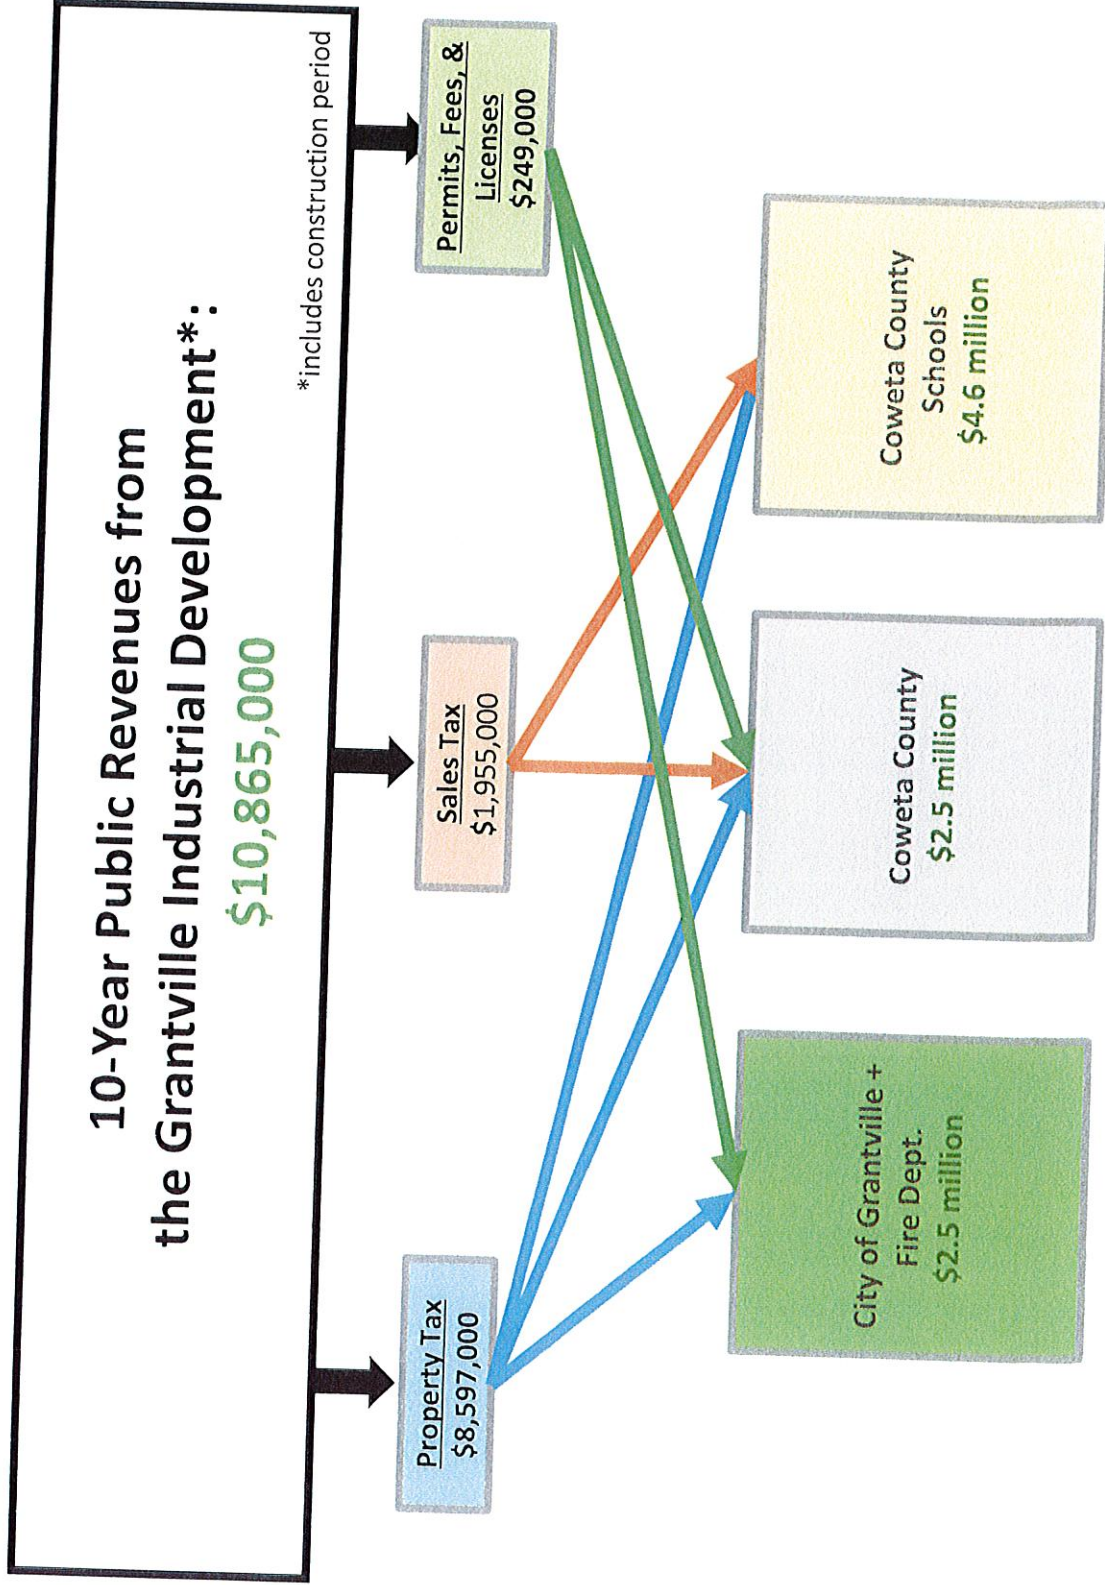 10-Year Public Revenues from
the Grantville Industrial Development*:
$10,865,000
*includes construction period
Property Tax
$8,597,000
Sales Tax
$1,955,000
Permits, Fees, &
Licenses
$249,000
City of Grantville +
Fire Dept.
$2.5 million
Coweta County
$2.5 million
Coweta County
Schools
$4.6 million